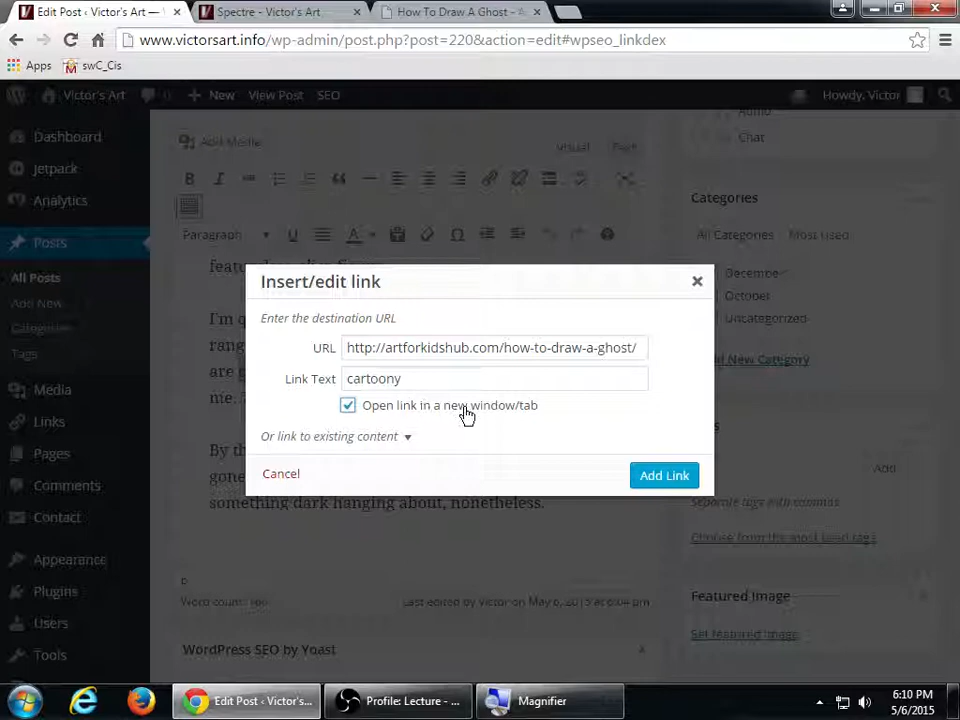 Edit Post ‹ Victor's Art —
Spectre - Victor's Art
How To Draw A Ghost - A
www.victorsart.info/wp-admin/post.php?post=220&action=edit#wpseo_linkdex
Apps
swC_Cis
Victor's Art
0
New
View Post
SEO
Howdy, Victor
Dashboard
Jetpack
Analytics
Posts
All Posts
Add New
Categories
Tags
Media
Links
Pages
Comments
Contact
Appearance
Plugins
Users
Tools
Add Media
Visual
B
I
Paragraph
U
A
I'm q
rang
are p
me.
By th
gone
something dark hanging about, nonetheless.
p
Word count:
Last edited by Victor on May 6, 2015 at 6:04 pm
WordPress SEO by Yoast
Insert/edit link
Enter the destination URL
URL
http://artforkidshub.com/how-to-draw-a-ghost/
Link Text
cartoony
Open link in a new window/tab
Or link to existing content
Cancel
Add Link
Audio
Chat
Categories
All Categories
Most Used
December
October
Uncategorized
Add New Category
Add
Separate tags with commas
Choose from the most used tags
Featured Image
Set featured image
Edit Post ‹ Victor's...
Profile: Lecture - ...
Magnifier
6:10 PM
5/6/2015